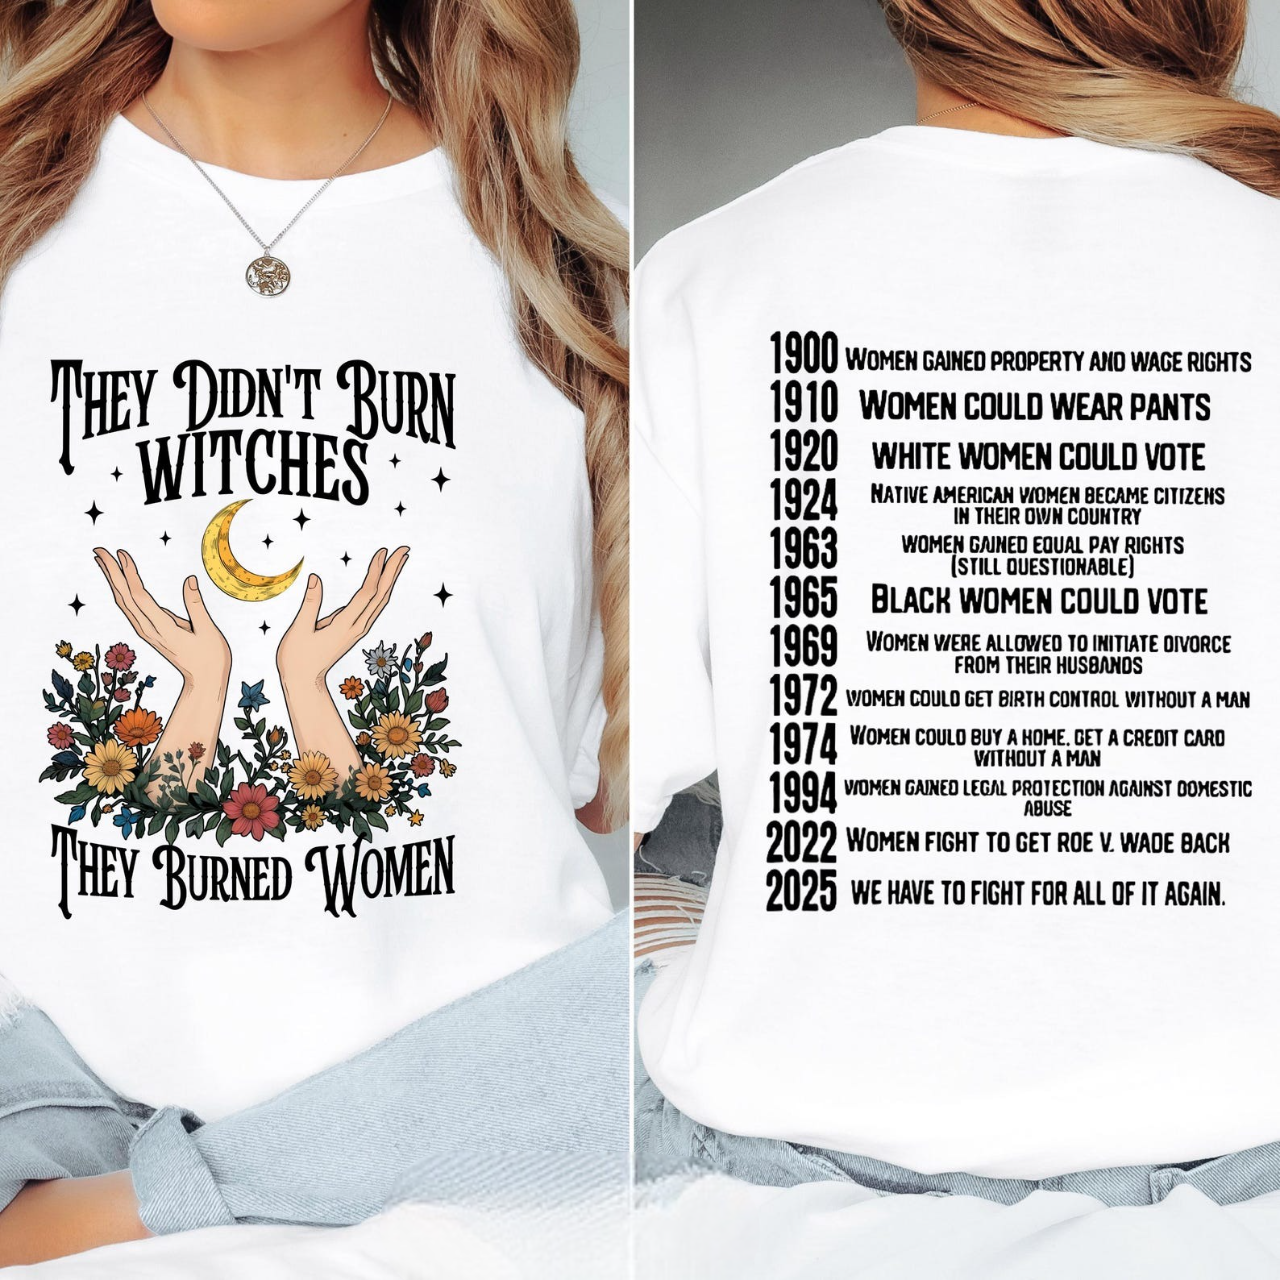 They Didn't Burn
Witches
They Burned Women
1900 Women gained property and wage rights
1910 Women could wear pants
1920 white women could vote
1924 Native American women became citizens
in their own country
1963 women gained equal pay rights
(still questionable)
1965 Black women could vote
1969 Women were allowed to initiate divorce
from their husbands
1972 women could get birth control without a man
1974 Women could buy a home, get a credit card
without a man
1994 women gained legal protection against domestic
abuse
2022 Women fight to get Roe v. Wade back
2025 we have to fight for all of it again.